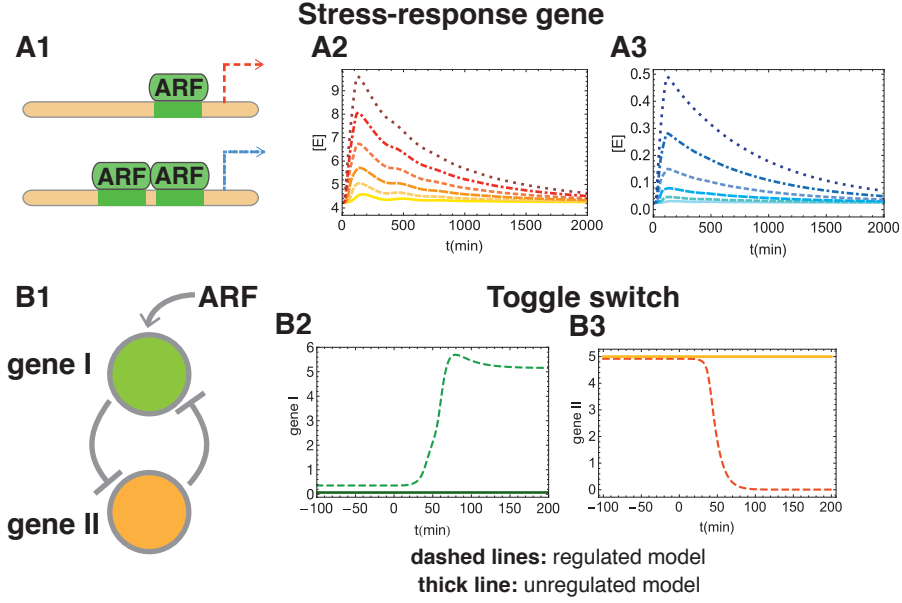 Stress-response gene
A1
ARF
ARF ARF
A2
[E]
9
8
7
6
5
4
0 500 1000 1500 2000
t(min)
A3
[E]
0.5
0.4
0.3
0.2
0.1
0.0
0 500 1000 1500 2000
t(min)
B1
ARF
gene I
gene II
Toggle switch
B2
gene I
6
5
4
3
2
1
0
−100 −50 0 50 100 150 200
t(min)
B3
gene II
5
4
3
2
1
0
−100 −50 0 50 100 150 200
t(min)
dashed lines: regulated model
thick line: unregulated model